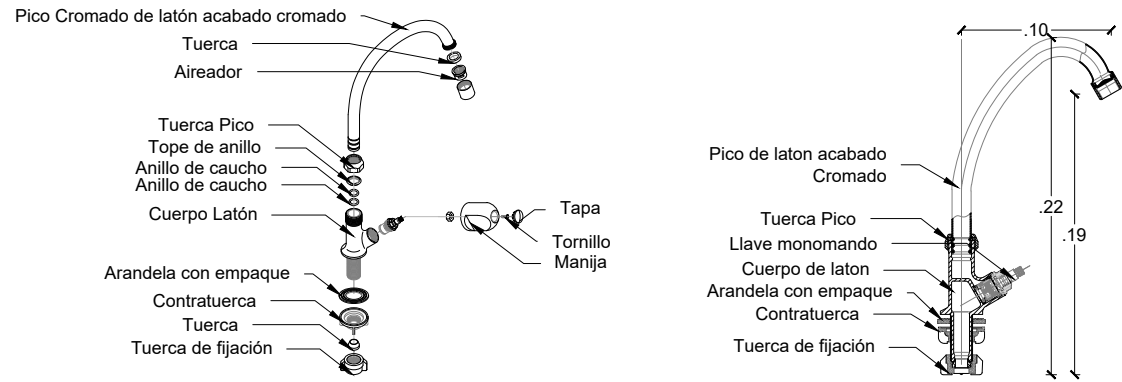 Pico Cromado de latón acabado cromado
Tuerca
Aireador
Tuerca Pico
Tope de anillo
Anillo de caucho
Anillo de caucho
Cuerpo Latón
Tapa
Tornillo
Manija
Arandela con empaque
Contratuerca
Tuerca
Tuerca de fijación
.10
Pico de laton acabado
Cromado
.22
.19
Tuerca Pico
Llave monomando
Cuerpo de laton
Arandela con empaque
Contratuerca
Tuerca de fijación